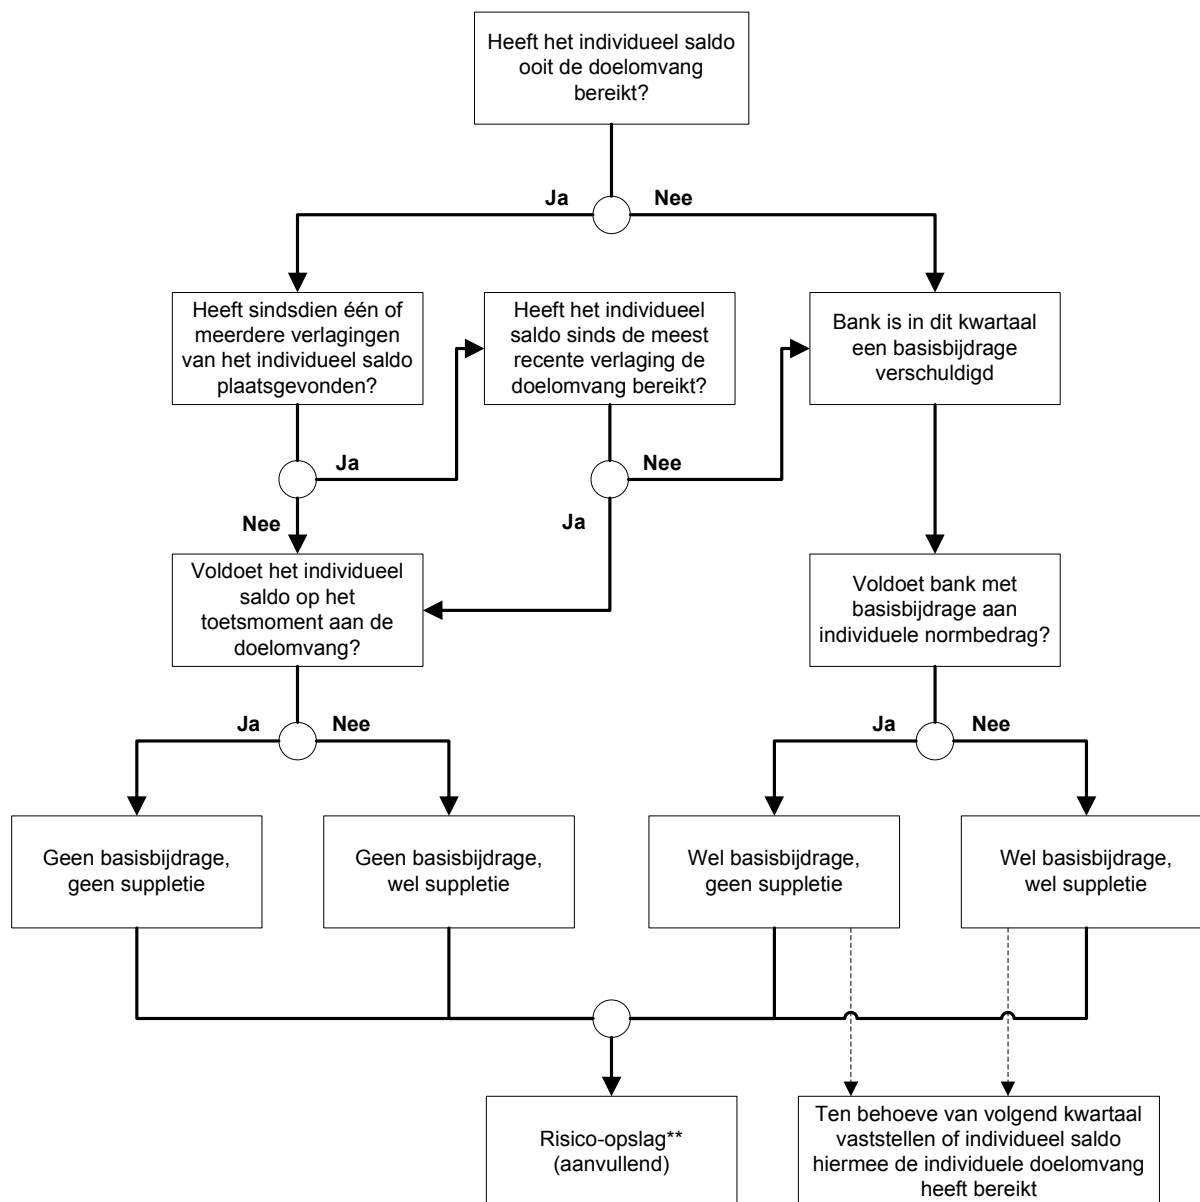 Heeft het individueel saldo
ooit de doelomvang
bereikt?
Ja
Nee
Heeft sindsdien één of
meerdere verlagingen
van het individueel saldo
plaatsgevonden?
Heeft het individueel
saldo sinds de meest
recente verlaging de
doelomvang bereikt?
Bank is in dit kwartaal
een basisbijdrage
verschuldigd
Ja
Nee
Nee
Ja
Voldoet het individueel
saldo op het
toetsmoment aan de
doelomvang?
Voldoet bank met
basisbijdrage aan
individuele normbedrag?
Ja
Nee
Ja
Nee
Geen basisbijdrage,
geen suppletie
Geen basisbijdrage,
wel suppletie
Wel basisbijdrage,
geen suppletie
Wel basisbijdrage,
wel suppletie
Risico-opslag**
(aanvullend)
Ten behoeve van volgend kwartaal
vaststellen of individueel saldo
hiermee de individuele doelomvang
heeft bereikt